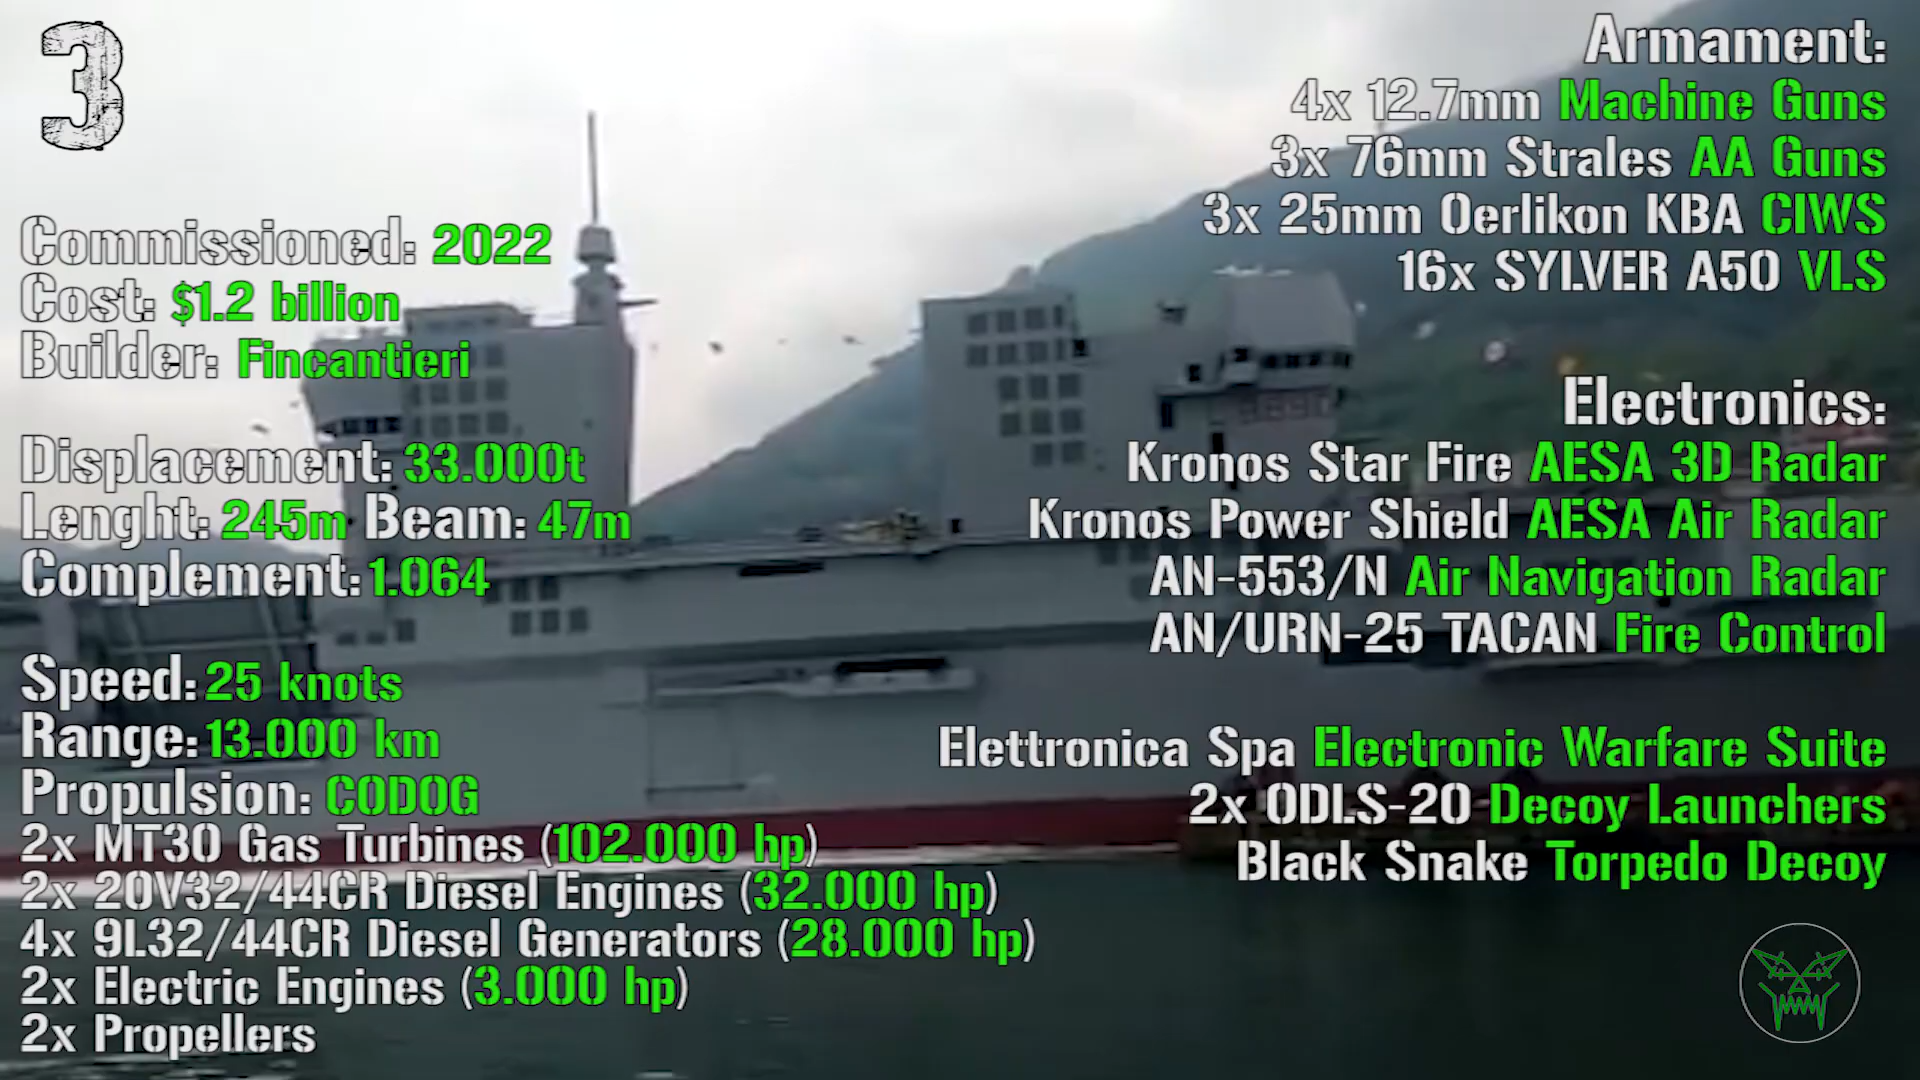 3
Commissioned: 2022
Cost: $1.2 billion
Builder: Fincantieri
Displacement: 33.000t
Lenght: 245m Beam: 47m
Complement: 1.064
Speed: 25 knots
Range: 13.000 km
Propulsion: CODOG
2x MT30 Gas Turbines (102.000 hp)
2x 20V32/44CR Diesel Engines (32.000 hp)
4x 9L32/44CR Diesel Generators (28.000 hp)
2x Electric Engines (3.000 hp)
2x Propellers
Armament:
4x 12.7mm Machine Guns
3x 76mm Strales AA Guns
3x 25mm Oerlikon KBA CIWS
16x SYLVER A50 VLS
Electronics:
Kronos Star Fire AESA 3D Radar
Kronos Power Shield AESA Air Radar
AN-553/N Air Navigation Radar
AN/URN-25 TACAN Fire Control
Elettronica Spa Electronic Warfare Suite
2x ODLS-20 Decoy Launchers
Black Snake Torpedo Decoy